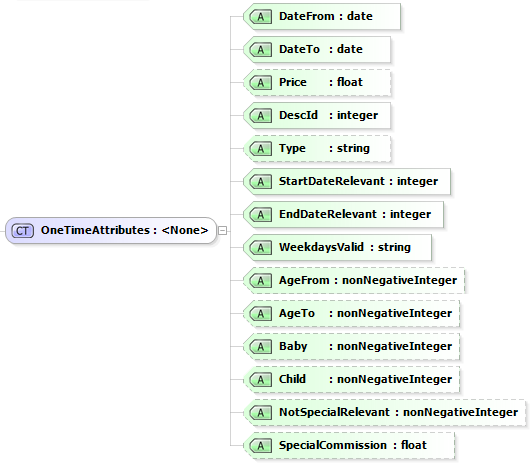 A DateFrom : date
A DateTo : date
A Price : float
A DescId : integer
A Type : string
A StartDateRelevant : integer
A EndDateRelevant : integer
CT OneTimeAttributes : <None>
A WeekdaysValid : string
A AgeFrom : nonNegativeInteger
A AgeTo : nonNegativeInteger
A Baby : nonNegativeInteger
A Child : nonNegativeInteger
A NotSpecialRelevant : nonNegativeInteger
A SpecialCommission : float